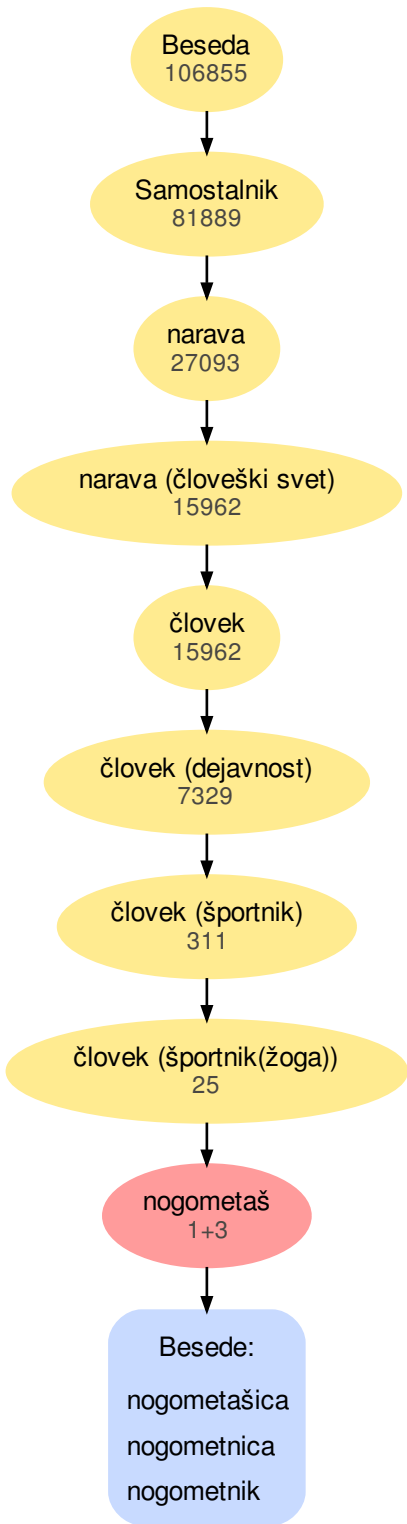 Beseda
106855
Samostalnik
81889
narava
27093
narava (človeški svet)
15962
človek
15962
človek (dejavnost)
7329
človek (športnik)
311
človek (športnik(žoga))
25
nogometaš
1+3
Besede:
nogometašica
nogometnica
nogometnik